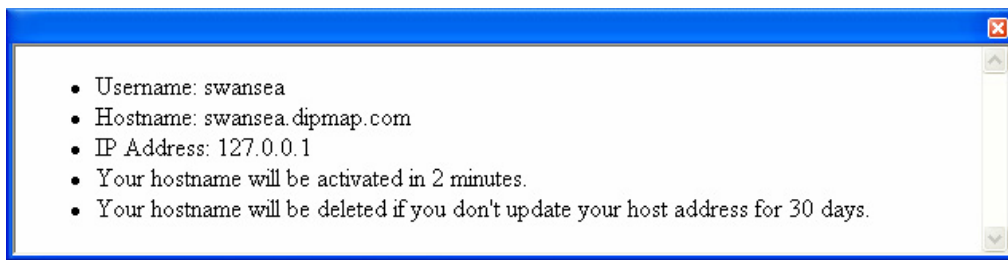 Username: swansea
Hostname: swansea.dipmap.com
IP Address: 127.0.0.1
Your hostname will be activated in 2 minutes.
Your hostname will be deleted if you don't update your host address for 30 days.